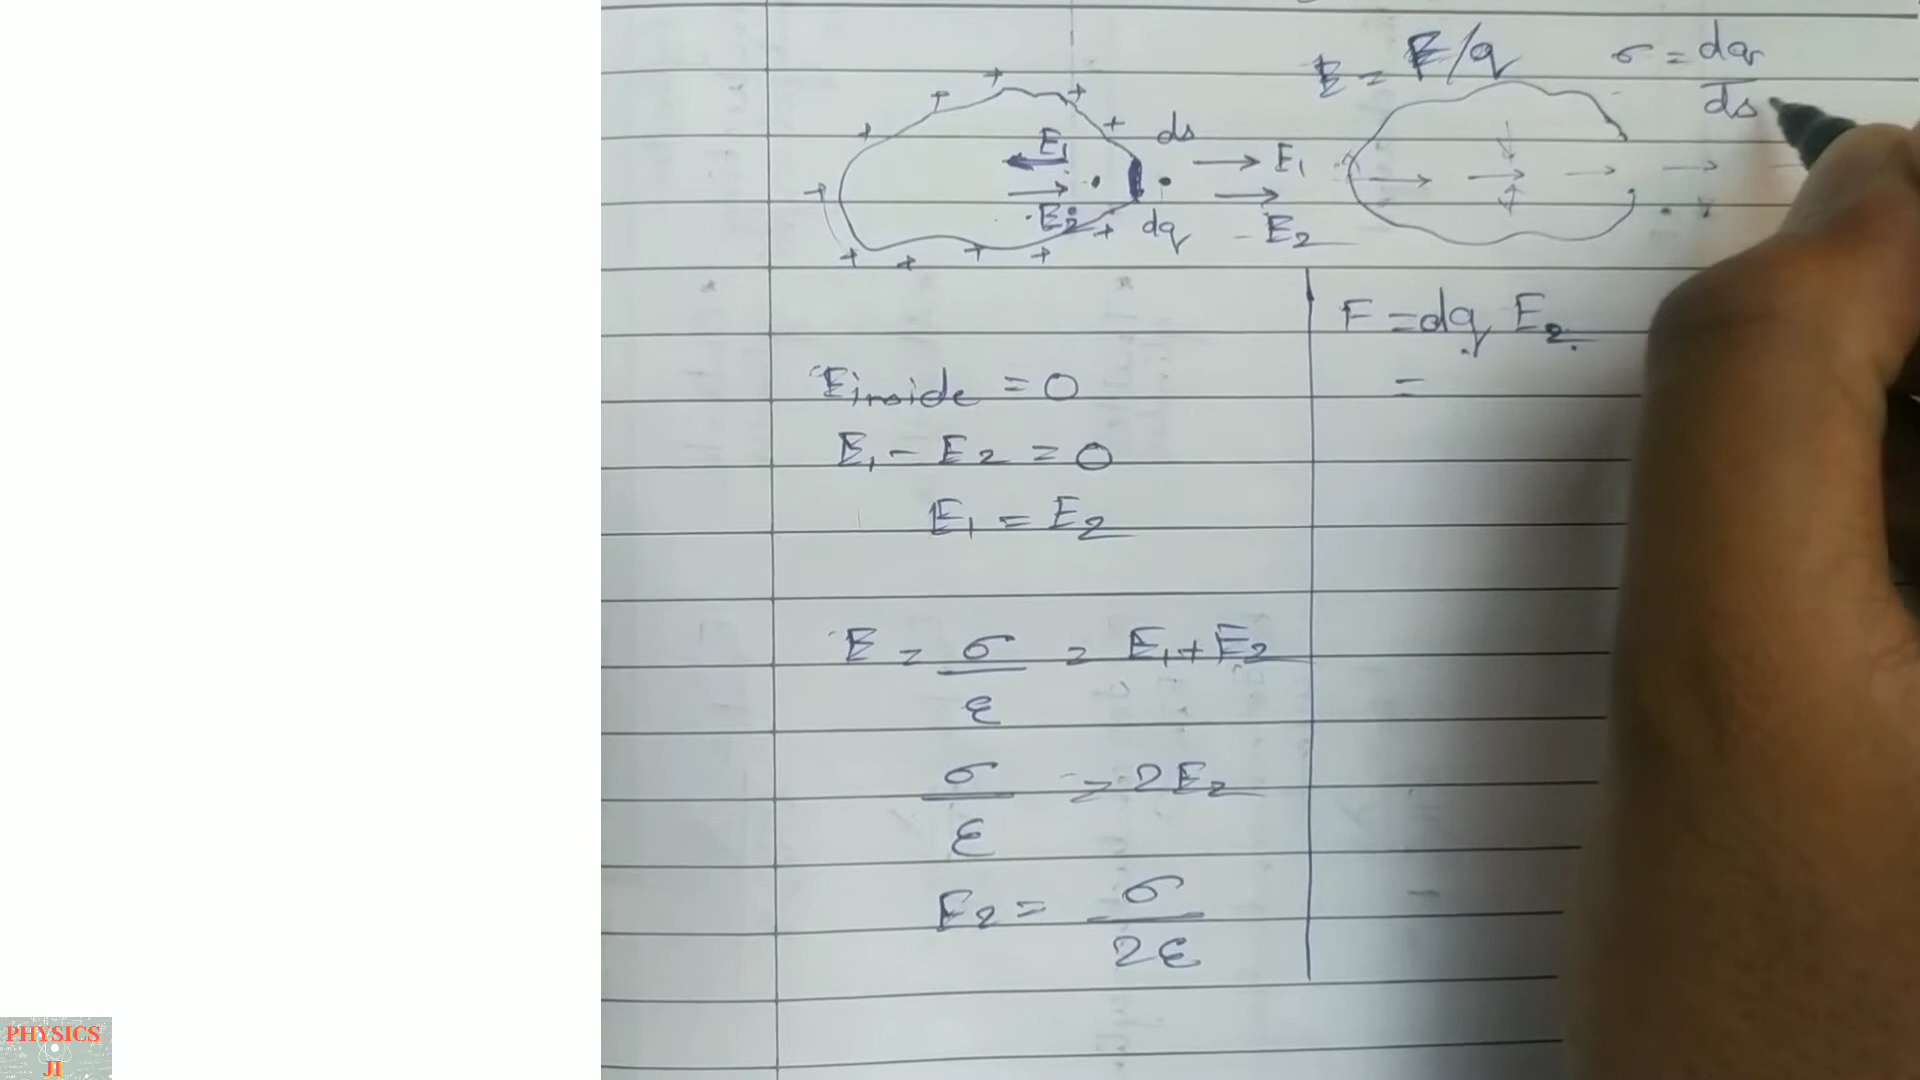 E = F/q
σ = dq/ds
+ + + + +
ds
E₁
E₁
+
E₂
+
dq
E₂
+ + + +
F = dq E₂
=
Einside = 0
E₁ - E₂ = 0
E₁ = E₂
E = σ/ε = E₁ + E₂
σ/ε = 2E₂
E₂ = σ/2ε
PHYSICS
JI